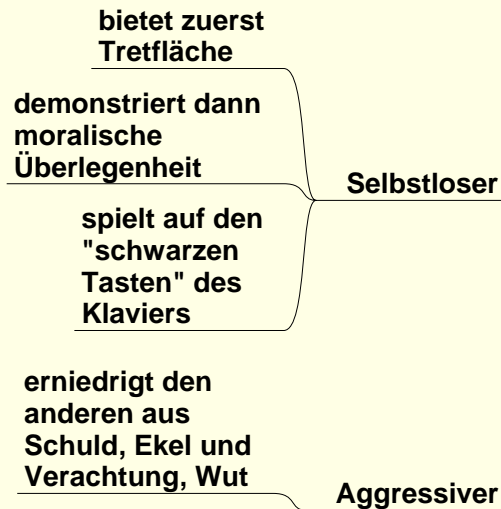 bietet zuerst
Tretfläche
demonstriert dann
moralische
Überlegenheit
Selbstloser
spielt auf den
"schwarzen
Tasten" des
Klaviers
erniedrigt den
anderen aus
Schuld, Ekel und
Verachtung, Wut
Aggressiver